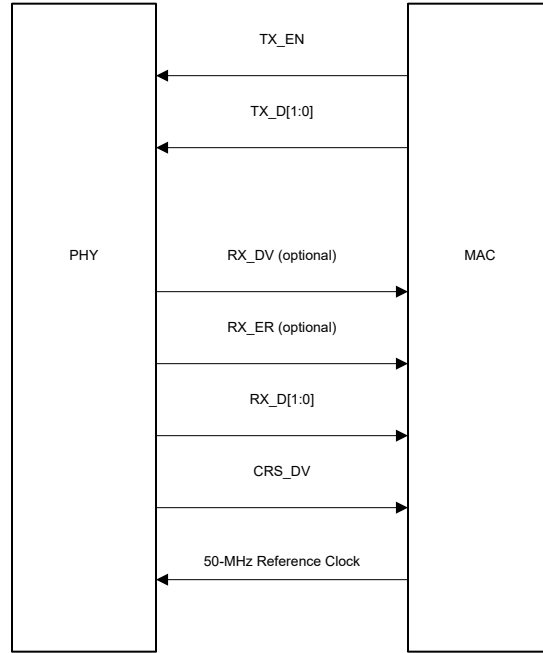 TX_EN
TX_D[1:0]
PHY
RX_DV (optional)
MAC
RX_ER (optional)
RX_D[1:0]
CRS_DV
50-MHz Reference Clock